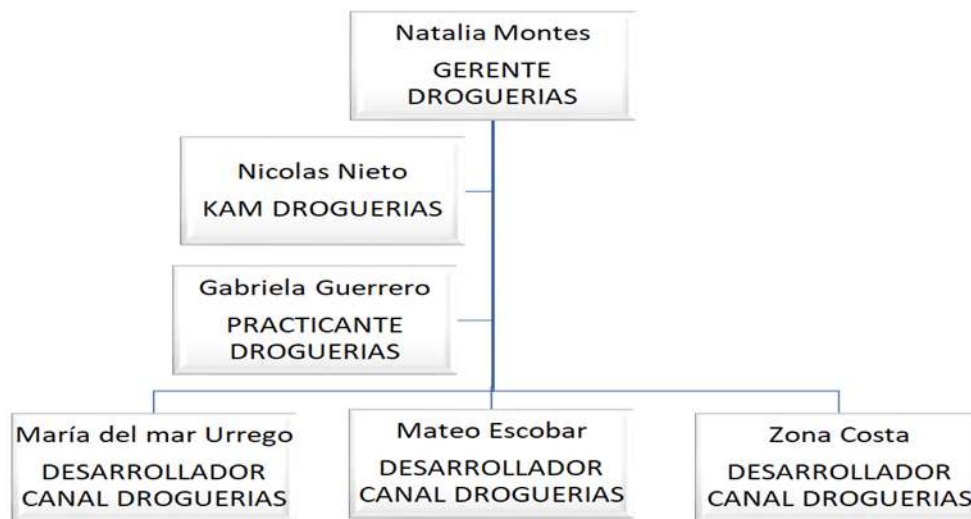 Natalia Montes
GERENTE
DROGUERIAS
Nicolas Nieto
KAM DROGUERIAS
Gabriela Guerrero
PRACTICANTE
DROGUERIAS
María del mar Urrego
DESARROLLADOR
CANAL DROGUERIAS
Mateo Escobar
DESARROLLADOR
CANAL DROGUERIAS
Zona Costa
DESARROLLADOR
CANAL DROGUERIAS